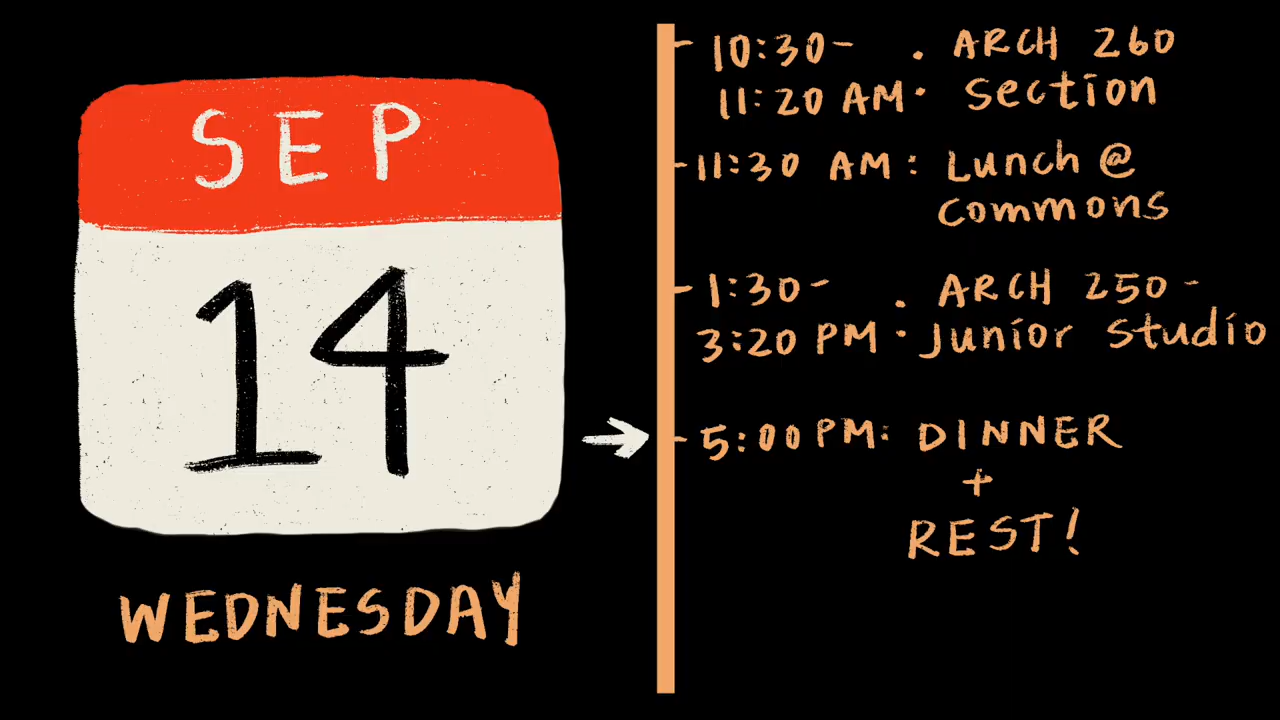 SEP
14
WEDNESDAY
10:30- : ARCH 260
11:20 AM section
11:30 AM: Lunch @
commons
1:30- : ARCH 250 -
3:20 PM Junior Studio
5:00 PM: DINNER
+
REST!